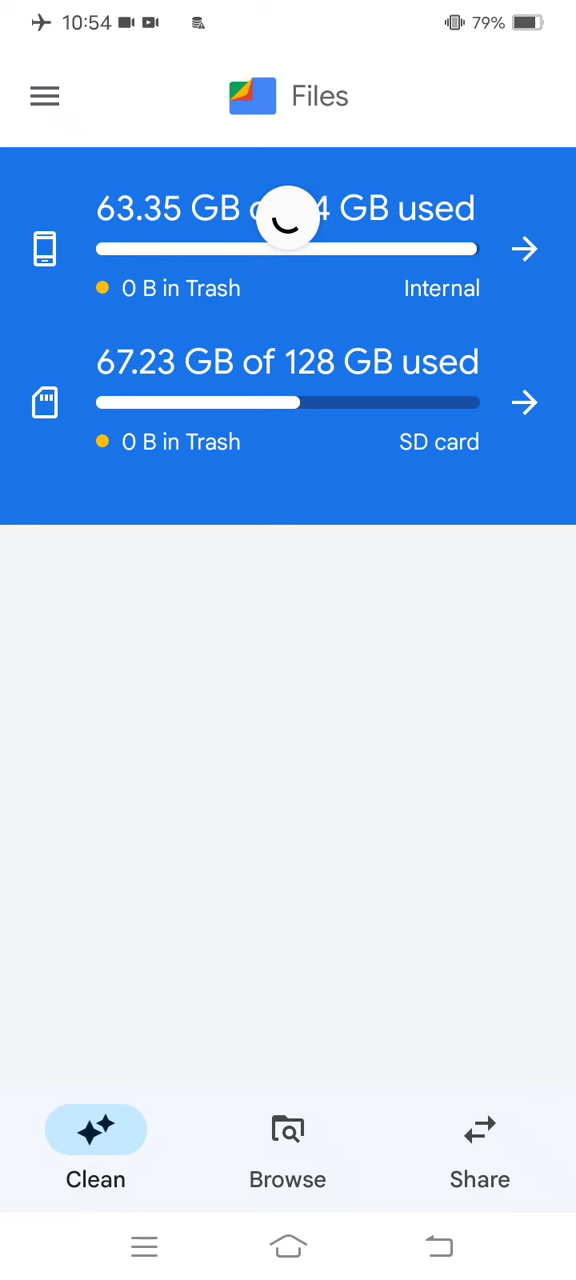 10:54
79%
Files
63.35 GB 4 GB used
0 B in Trash
Internal
67.23 GB of 128 GB used
0 B in Trash
SD card
Clean
Browse
Share